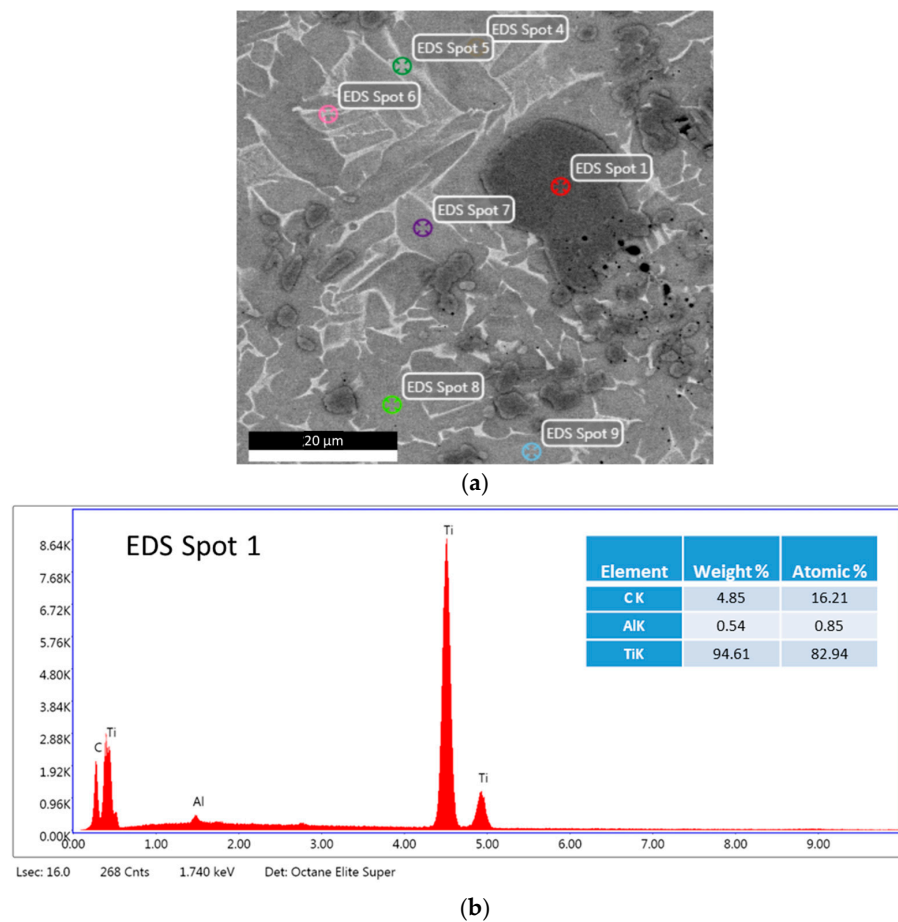 EDS Spot 4
EDS Spot 5
EDS Spot 6
EDS Spot 1
EDS Spot 7
EDS Spot 8
EDS Spot 9
20 µm
(a)
EDS Spot 1
Element Weight % Atomic %
C K 4.85 16.21
AlK 0.54 0.85
TiK 94.61 82.94
8.64K
7.68K
6.72K
5.76K
4.80K
3.84K
2.88K
1.92K
0.96K
0.00K
C
Ti
Al
Ti
Ti
0.00 1.00 2.00 3.00 4.00 5.00 6.00 7.00 8.00 9.00
Lsec: 16.0 268 Cnts 1.740 keV Det: Octane Elite Super
(b)